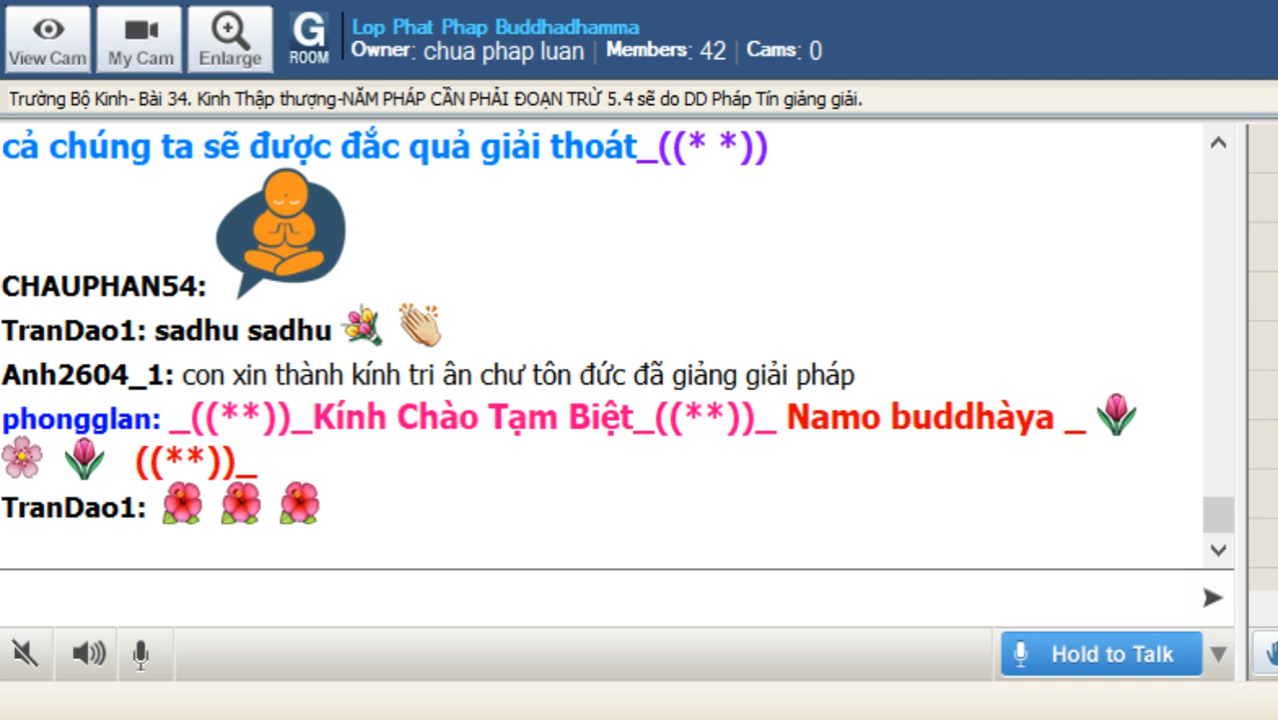 Lop Phat Phap Buddhadhamma
View Cam My Cam Enlarge G ROOM Owner: chua phap luan | Members: 42 | Cams: 0
Trường Bộ Kinh- Bài 34. Kinh Thập thượng-NĂM PHÁP CẦN PHẢI ĐOẠN TRỪ 5.4 sẽ do DD Pháp Tín giảng giải.
cả chúng ta sẽ được đắc quả giải thoát_((* *))
CHAUPHAN54:
TranDao1: sadhu sadhu
Anh2604_1: con xin thành kính tri ân chư tôn đức đã giảng giải pháp
phongglan: _((**))_Kính Chào Tạm Biệt_((**))_ Namo buddhàya _
((**))_
TranDao1:
Hold to Talk